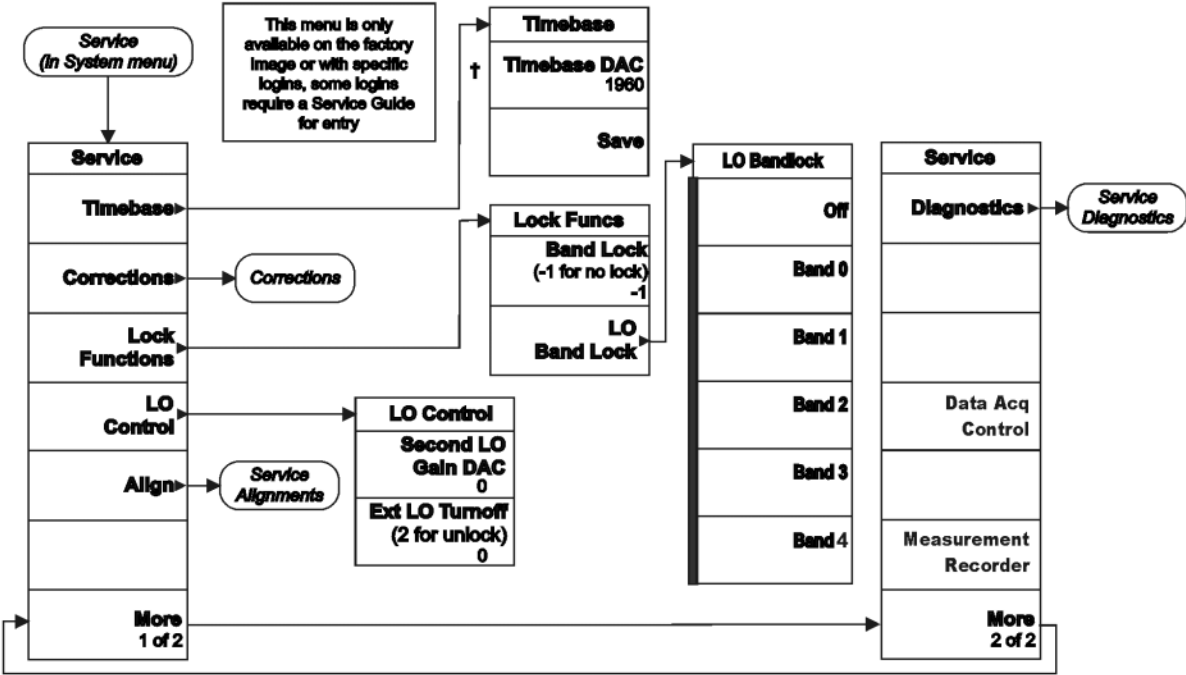 Service
(In System menu)
This menu is only
available on the factory
image or with specific
logins, some logins
require a Service Guide
for entry
†
Timebase
Timebase DAC
1960
Save
Service
Timebase
Corrections
Lock
Functions
LO
Control
Align
More
1 of 2
Corrections
Service
Alignments
Lock Funcs
Band Lock
(-1 for no lock)
-1
LO
Band Lock
LO Control
Second LO
Gain DAC
0
Ext LO Turnoff
(2 for unlock)
0
LO Bandlock
Off
Band 0
Band 1
Band 2
Band 3
Band 4
Service
Diagnostics
Data Acq
Control
Measurement
Recorder
More
2 of 2
Service
Diagnostics